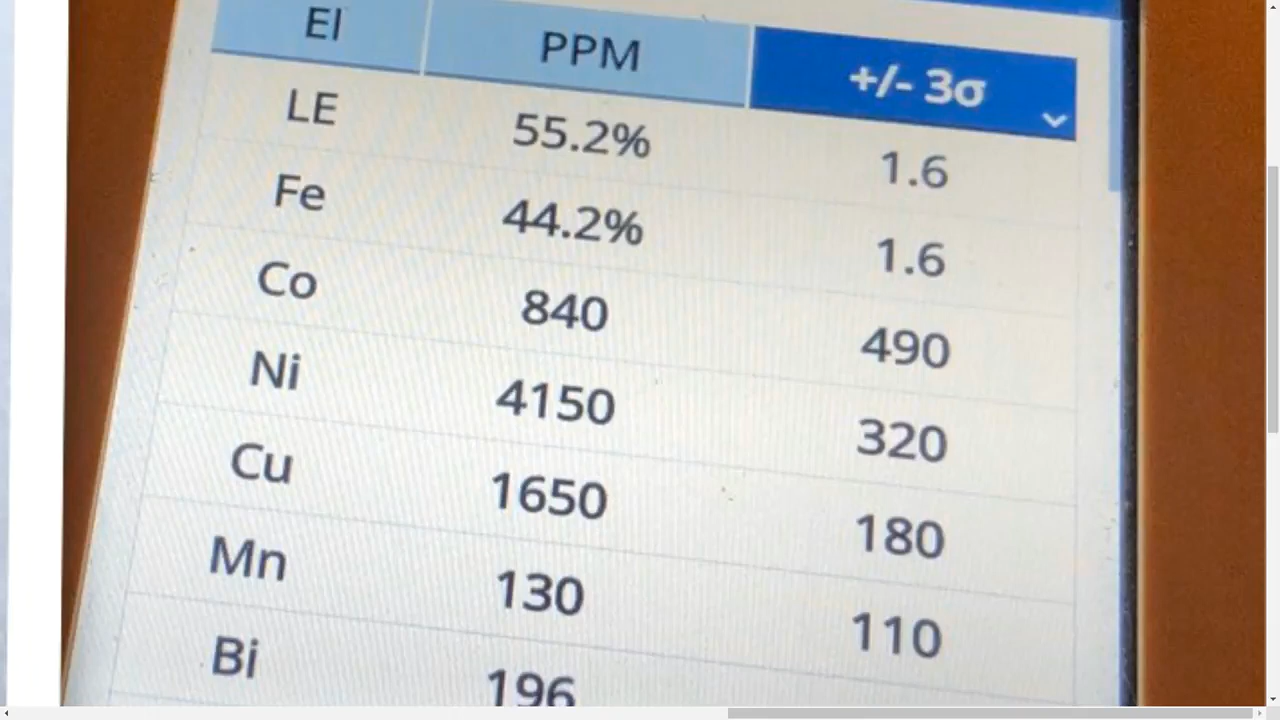 El PPM +/- 3σ
LE 55.2% 1.6
Fe 44.2% 1.6
Co 840 490
Ni 4150 320
Cu 1650 180
Mn 130 110
Bi 196